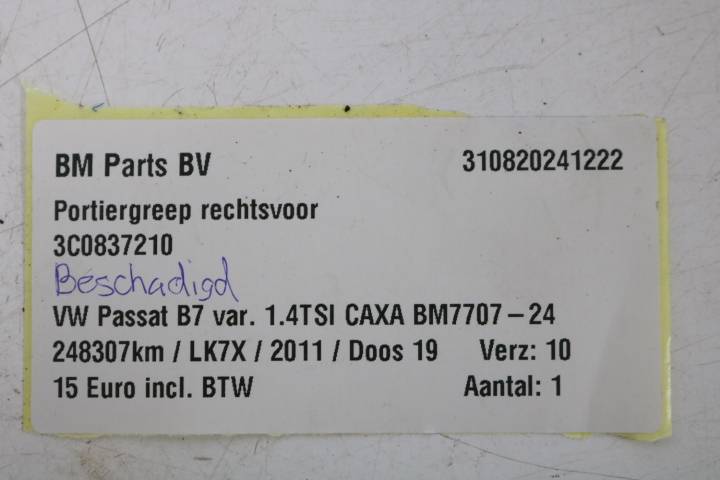 BM Parts BV 310820241222
Portiergreep rechtsvoor
3C0837210
Beschadigd
VW Passat B7 var. 1.4TSI CAXA BM7707-24
248307km / LK7X / 2011 / Doos 19 Verz: 10
15 Euro incl. BTW Aantal: 1